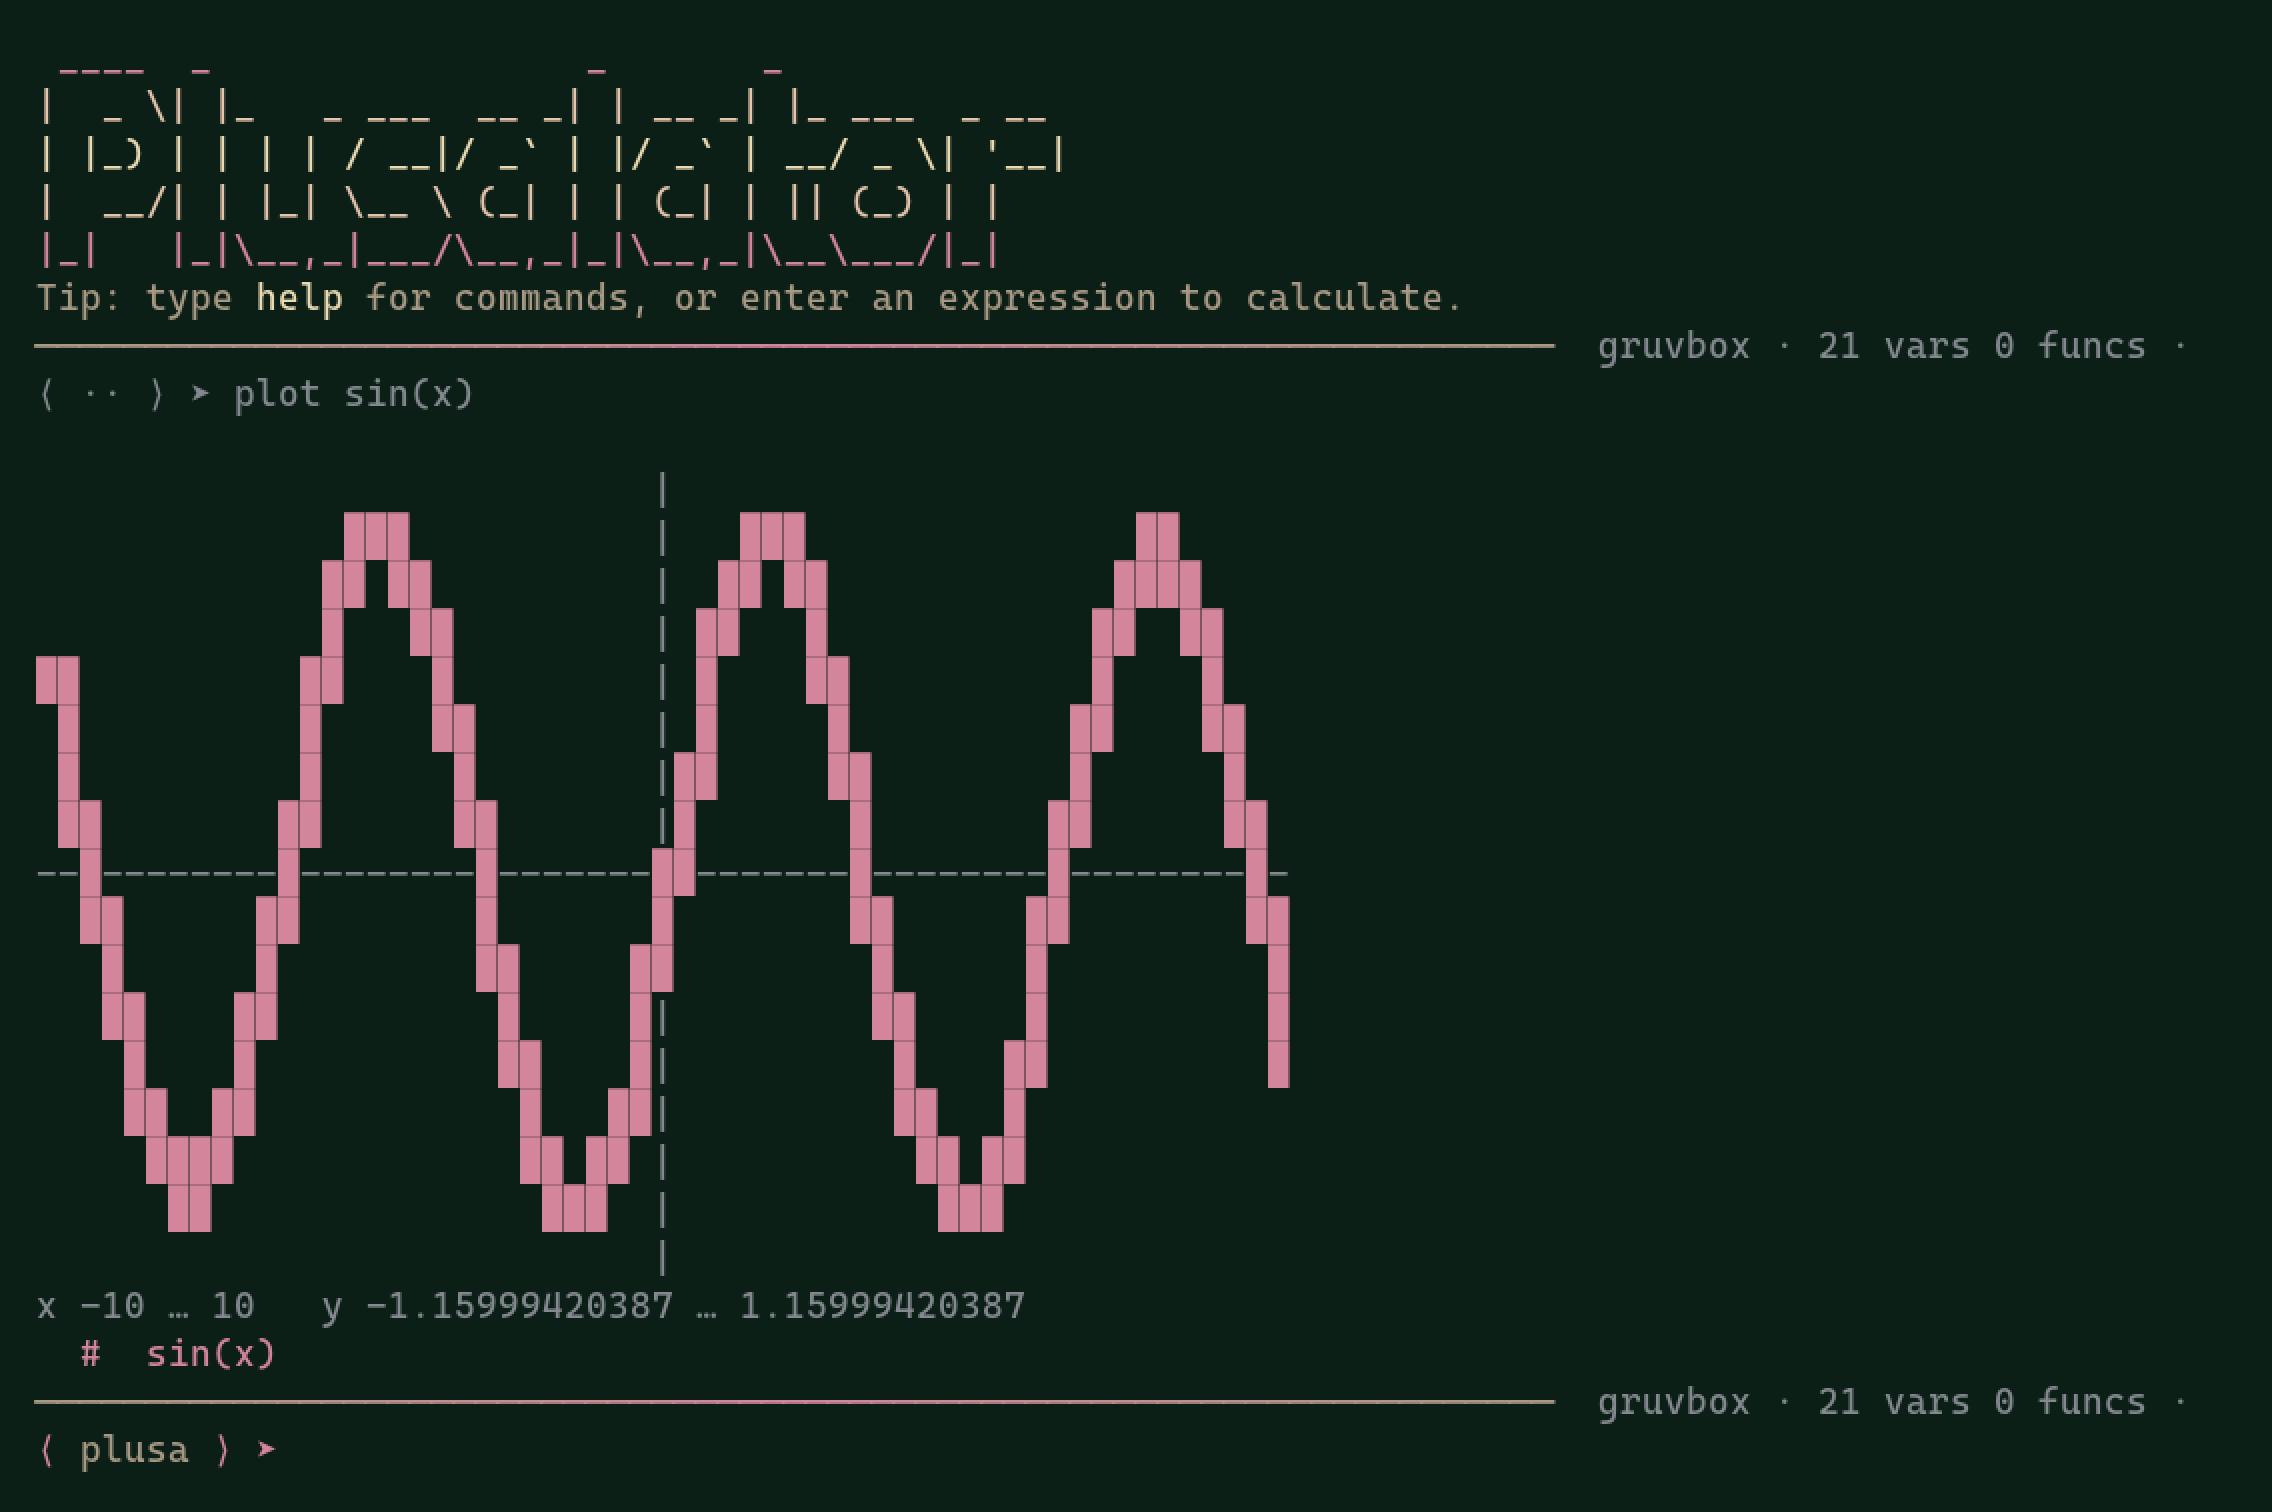 Plusalator
Tip: type help for commands, or enter an expression to calculate.
gruvbox · 21 vars 0 funcs ·
⟨ ·· ⟩ ➤ plot sin(x)
x −10 … 10   y −1.15999420387 … 1.15999420387
#  sin(x)
gruvbox · 21 vars 0 funcs ·
⟨ plusa ⟩ ➤